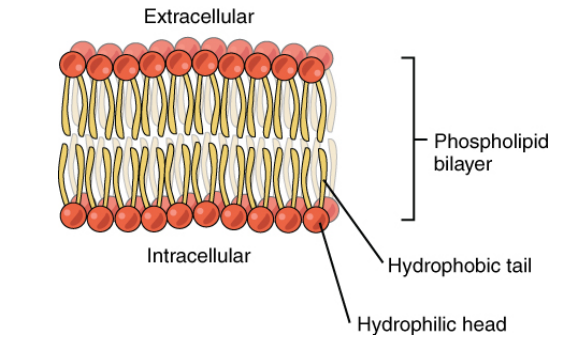 Extracellular
Phospholipid
bilayer
Intracellular
Hydrophobic tail
Hydrophilic head